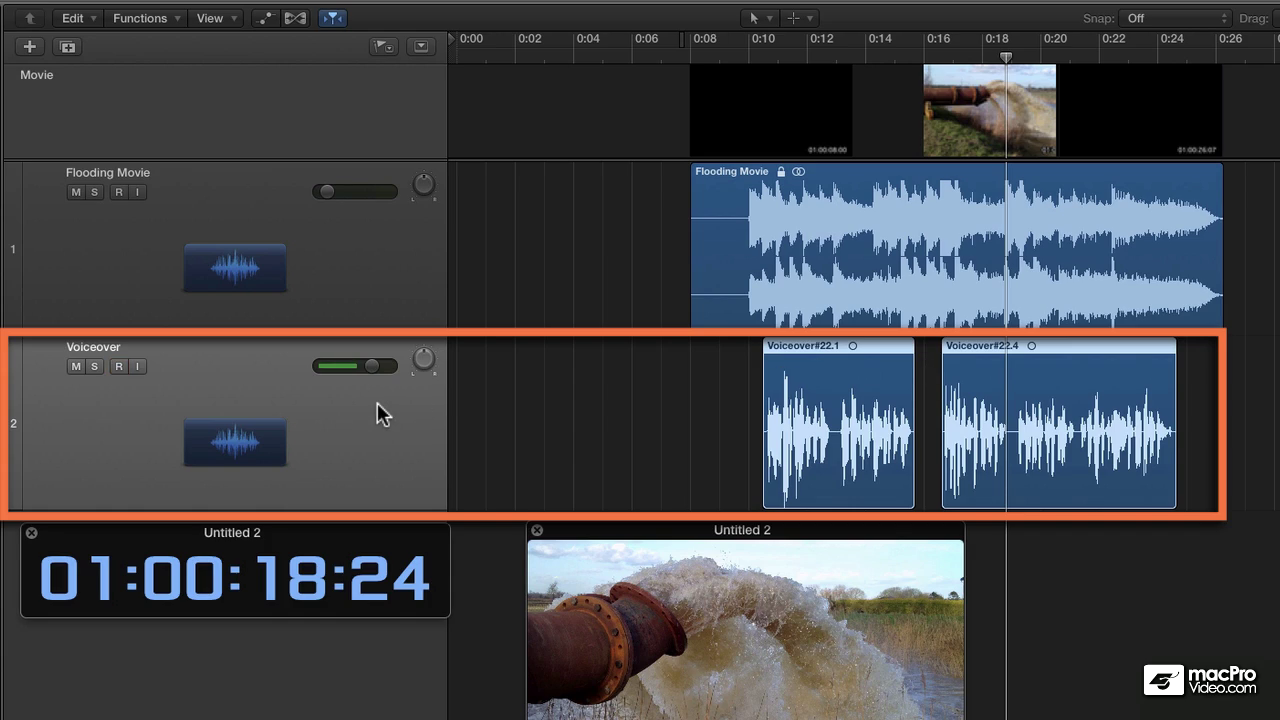 Edit Functions View Snap: Off Drag:
0:00 0:02 0:04 0:06 0:08 0:10 0:12 0:14 0:16 0:18 0:20 0:22 0:24 0:26
Movie
01:00:08:00
01:00:26:07
Flooding Movie
M S R I
L R
1
Flooding Movie
Voiceover
M S R I
L R
2
Voiceover#22.1
Voiceover#22.4
Untitled 2
01:00:18:24
Untitled 2
macPro
Video.com